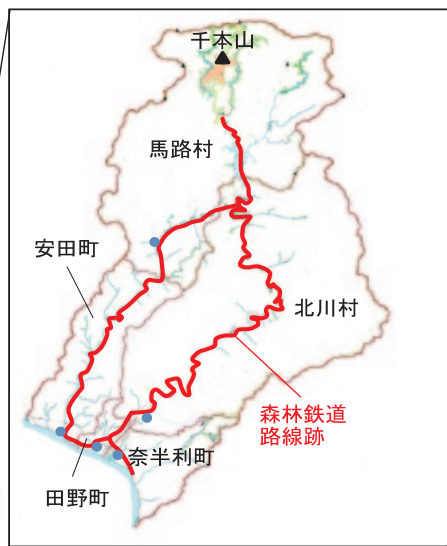 千本山
馬路村
安田町
北川村
森林鉄道
路線跡
奈半利町
田野町